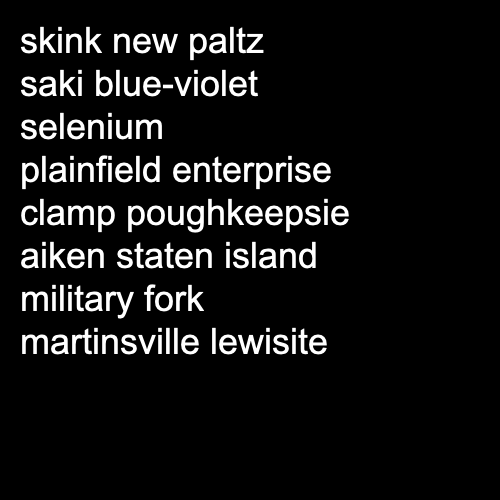 skink new paltz
saki blue-violet
selenium
plainfield enterprise
clamp poughkeepsie
aiken staten island
military fork
martinsville lewisite